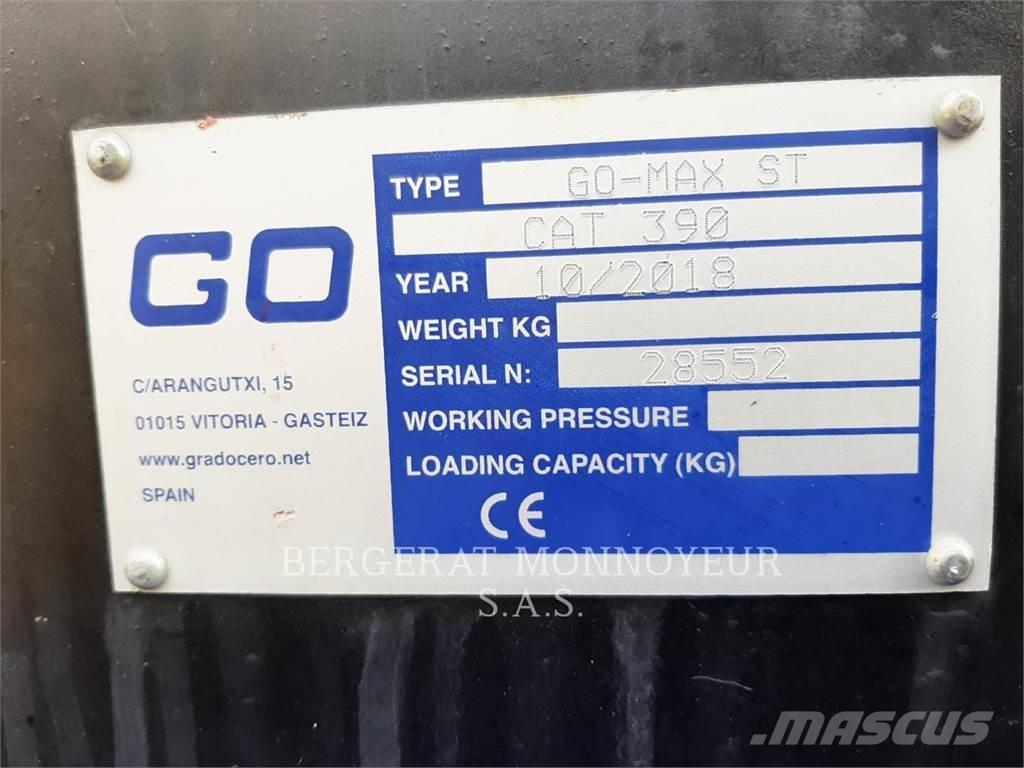 GO
C/ARANGUTXI, 15
01015 VITORIA - GASTEIZ
www.gradocero.net
SPAIN
TYPE GO-MAX ST
CAT 390
YEAR 10/2018
WEIGHT KG
SERIAL N: 28552
WORKING PRESSURE
LOADING CAPACITY (KG)
CE
BERGERAT MONNOYEUR
S.A.S.
MASCUS